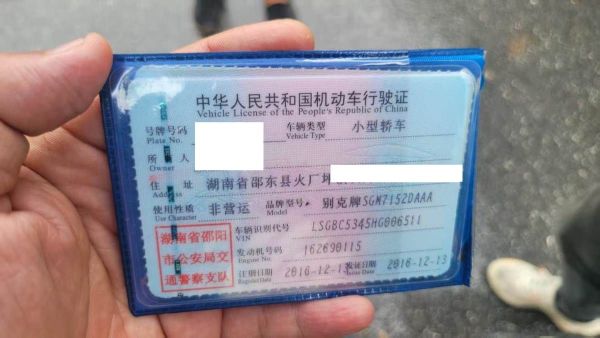 中华人民共和国机动车行驶证
Vehicle License of the People's Republic of China
号牌号码 车辆类型 小型轿车
Plate No. Vehicle Type
所 人
Owner
住 址 湖南省邵东县火厂坪
Address
使用性质 非营运 品牌型号 别克牌SGM7152DAAA
Use Character Model
车辆识别代号 LSGBC5345HG006511
VIN
发动机号码 162690115
Engine No.
注册日期 2016-12-13 发证日期 2016-12-13
Register Date Issue Date
湖南省邵阳
市公安局交
通警察支队